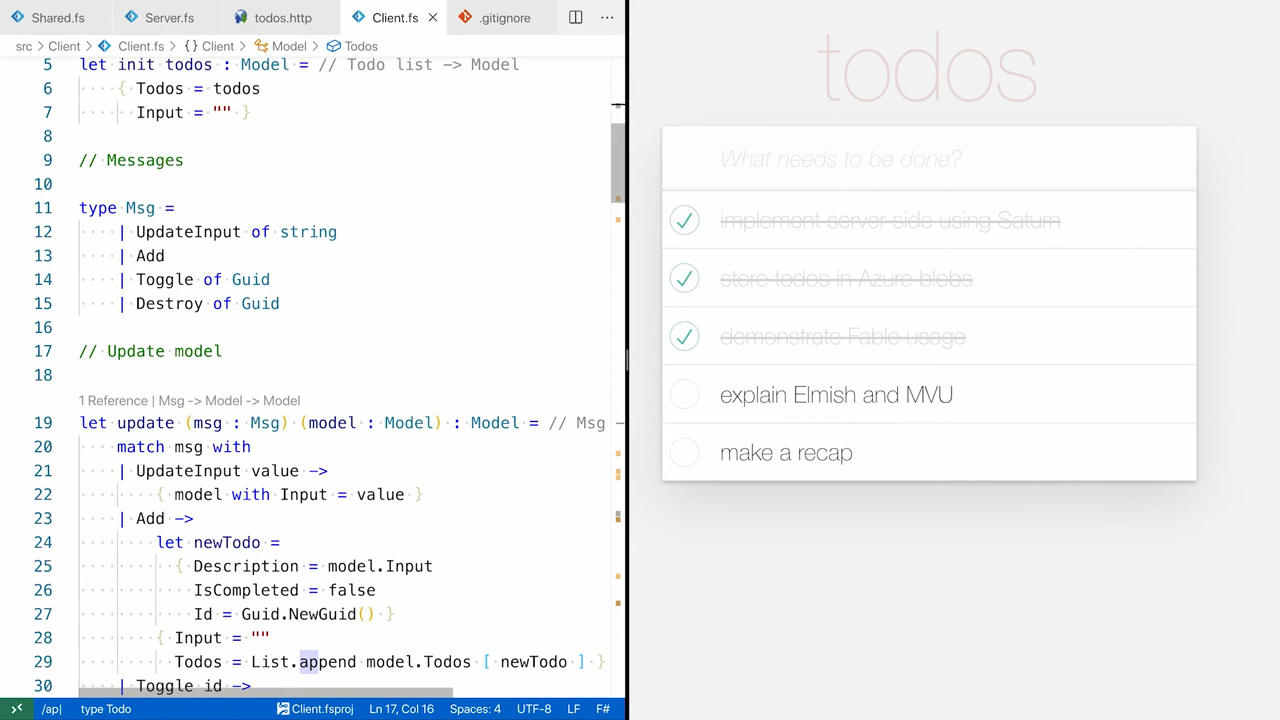 Shared.fs Server.fs todos.http Client.fs .gitignore
src > Client > Client.fs > {} Client > Model > Todos
5 let init todos : Model = // Todo list -> Model
6 { Todos = todos
7 Input = "" }
8
9 // Messages
10
11 type Msg =
12 | UpdateInput of string
13 | Add
14 | Toggle of Guid
15 | Destroy of Guid
16
17 // Update model
18
1 Reference | Msg -> Model -> Model
19 let update (msg : Msg) (model : Model) : Model = // Msg -
20 match msg with
21 | UpdateInput value ->
22 { model with Input = value }
23 | Add ->
24 let newTodo =
25 { Description = model.Input
26 IsCompleted = false
27 Id = Guid.NewGuid() }
28 { Input = ""
29 Todos = List.append model.Todos [ newTodo ] }
30 | Toggle id ->
/ap| type Todo Client.fsproj Ln 17, Col 16 Spaces: 4 UTF-8 LF F#
todos
What needs to be done?
implement server-side using Saturn
store todos in Azure blobs
demonstrate Fable usage
explain Elmish and MVU
make a recap